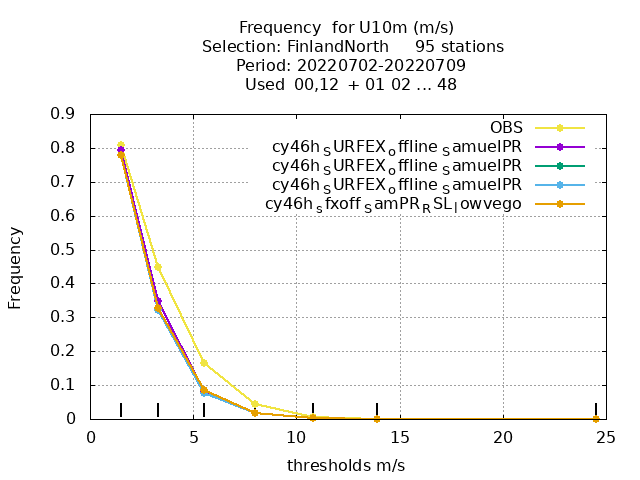 Frequency  for U10m (m/s)
Selection: FinlandNorth     95 stations
Period: 20220702-20220709
Used  00,12  + 01 02 ... 48
0.9
0.8
0.7
0.6
0.5
0.4
0.3
0.2
0.1
0
Frequency
OBS
cy46h_SURFEX_offline_SamuelPR
cy46h_SURFEX_offline_SamuelPR
cy46h_SURFEX_offline_SamuelPR
cy46h_sfxoff_SamPR_RSL_lowvego
0 5 10 15 20 25
thresholds m/s